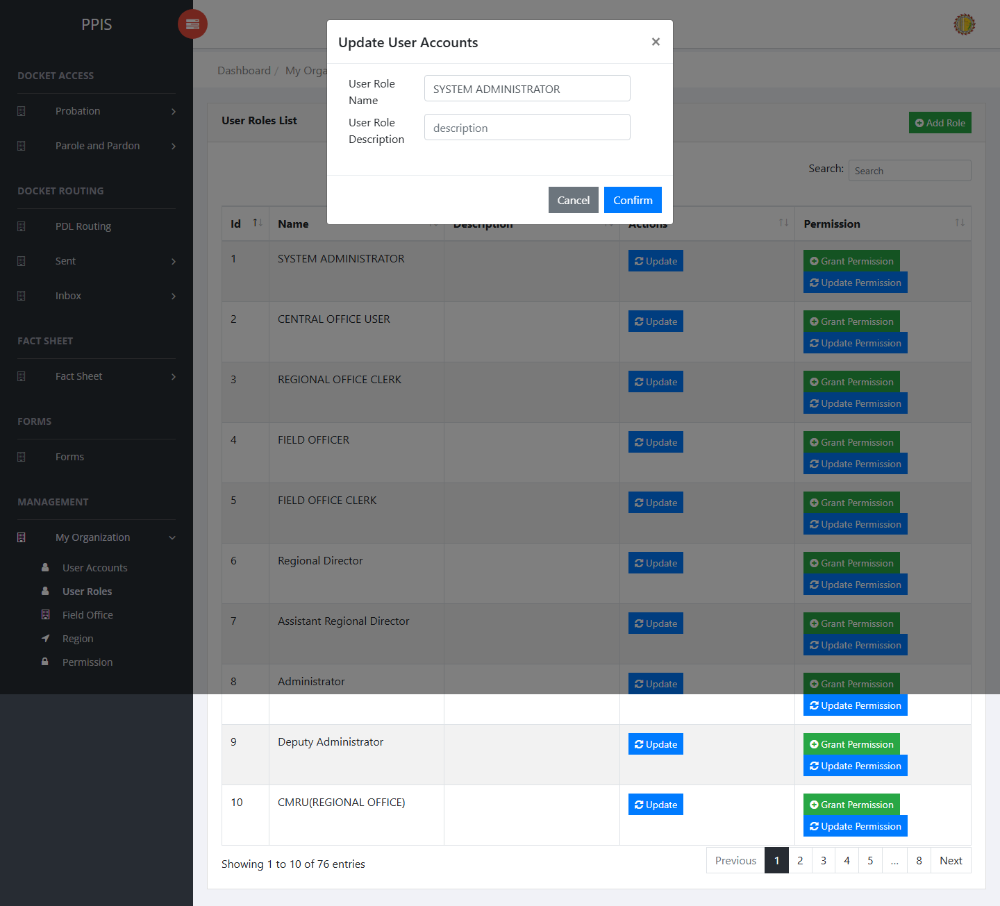 PPIS
DOCKET ACCESS
Probation
Parole and Pardon
DOCKET ROUTING
PDL Routing
Sent
Inbox
FACT SHEET
Fact Sheet
FORMS
Forms
MANAGEMENT
My Organization
User Accounts
User Roles
Field Office
Region
Permission
Dashboard / My Orga
Update User Accounts ×
User Role Name SYSTEM ADMINISTRATOR
User Role Description description
Cancel Confirm
User Roles List Add Role
Search: Search
Id Name Description Actions Permission
1 SYSTEM ADMINISTRATOR Update Grant Permission
Update Permission
2 CENTRAL OFFICE USER Update Grant Permission
Update Permission
3 REGIONAL OFFICE CLERK Update Grant Permission
Update Permission
4 FIELD OFFICER Update Grant Permission
Update Permission
5 FIELD OFFICE CLERK Update Grant Permission
Update Permission
6 Regional Director Update Grant Permission
Update Permission
7 Assistant Regional Director Update Grant Permission
Update Permission
8 Administrator Update Grant Permission
Update Permission
9 Deputy Administrator Update Grant Permission
Update Permission
10 CMRU(REGIONAL OFFICE) Update Grant Permission
Update Permission
Showing 1 to 10 of 76 entries
Previous 1 2 3 4 5 … 8 Next